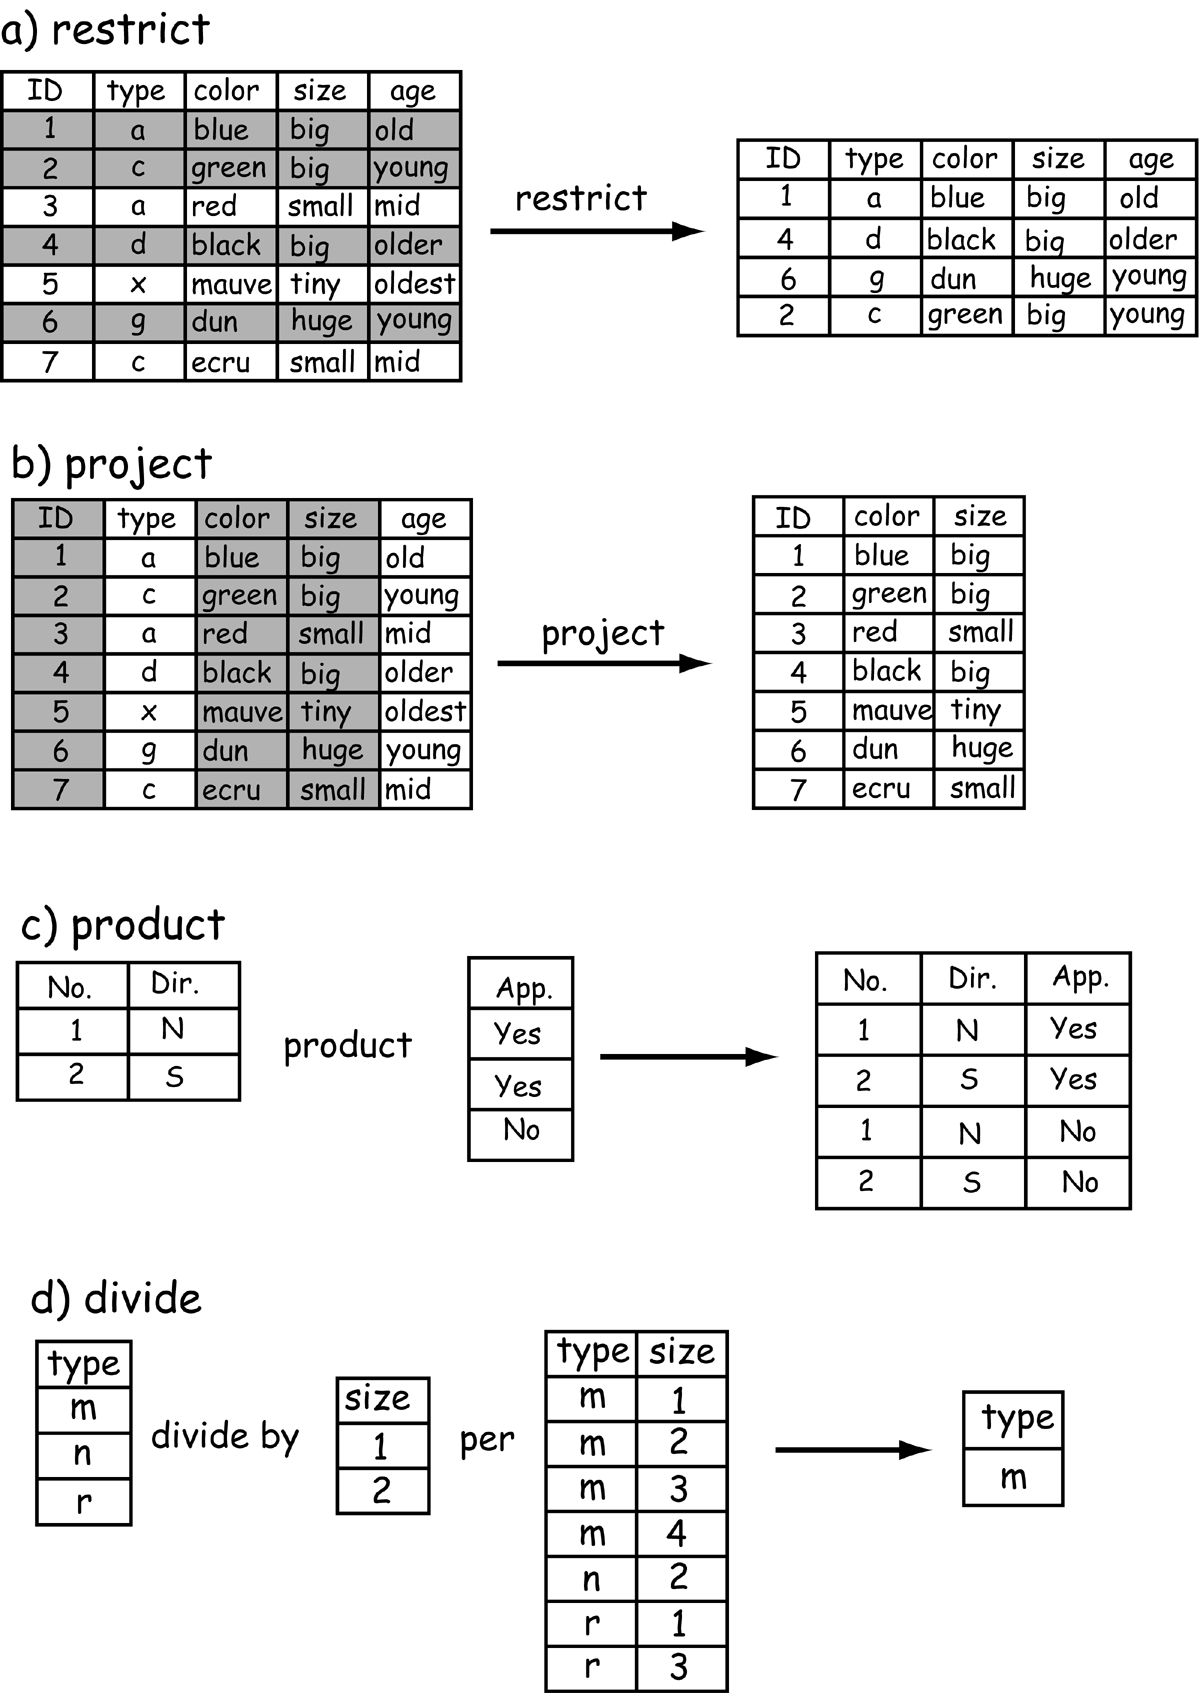 a) restrict
ID type color size age
1 a blue big old
2 c green big young
3 a red small mid
4 d black big older
5 x mauve tiny oldest
6 g dun huge young
7 c ecru small mid
restrict
ID type color size age
1 a blue big old
4 d black big older
6 g dun huge young
2 c green big young
b) project
ID type color size age
1 a blue big old
2 c green big young
3 a red small mid
4 d black big older
5 x mauve tiny oldest
6 g dun huge young
7 c ecru small mid
project
ID color size
1 blue big
2 green big
3 red small
4 black big
5 mauve tiny
6 dun huge
7 ecru small
c) product
No. Dir.
1 N
2 S
product
App.
Yes
Yes
No
No. Dir. App.
1 N Yes
2 S Yes
1 N No
2 S No
d) divide
type
m
n
r
divide by
size
1
2
per
type size
m 1
m 2
m 3
m 4
n 2
r 1
r 3
type
m